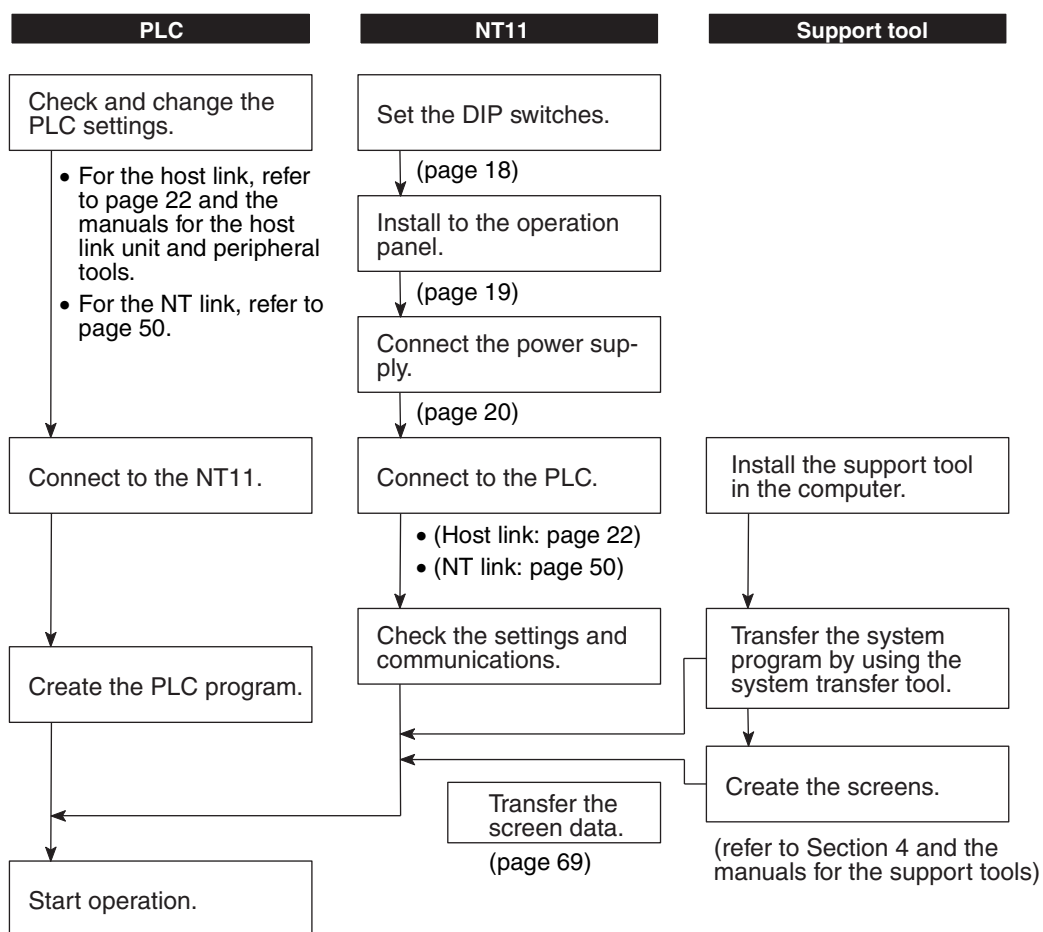 PLC
NT11
Support tool
Check and change the
PLC settings.
• For the host link, refer
to page 22 and the
manuals for the host
link unit and peripheral
tools.
• For the NT link, refer to
page 50.
Connect to the NT11.
Create the PLC program.
Start operation.
Set the DIP switches.
(page 18)
Install to the operation
panel.
(page 19)
Connect the power sup-
ply.
(page 20)
Connect to the PLC.
• (Host link: page 22)
• (NT link: page 50)
Check the settings and
communications.
Transfer the
screen data.
(page 69)
Install the support tool
in the computer.
Transfer the system
program by using the
system transfer tool.
Create the screens.
(refer to Section 4 and the
manuals for the support tools)